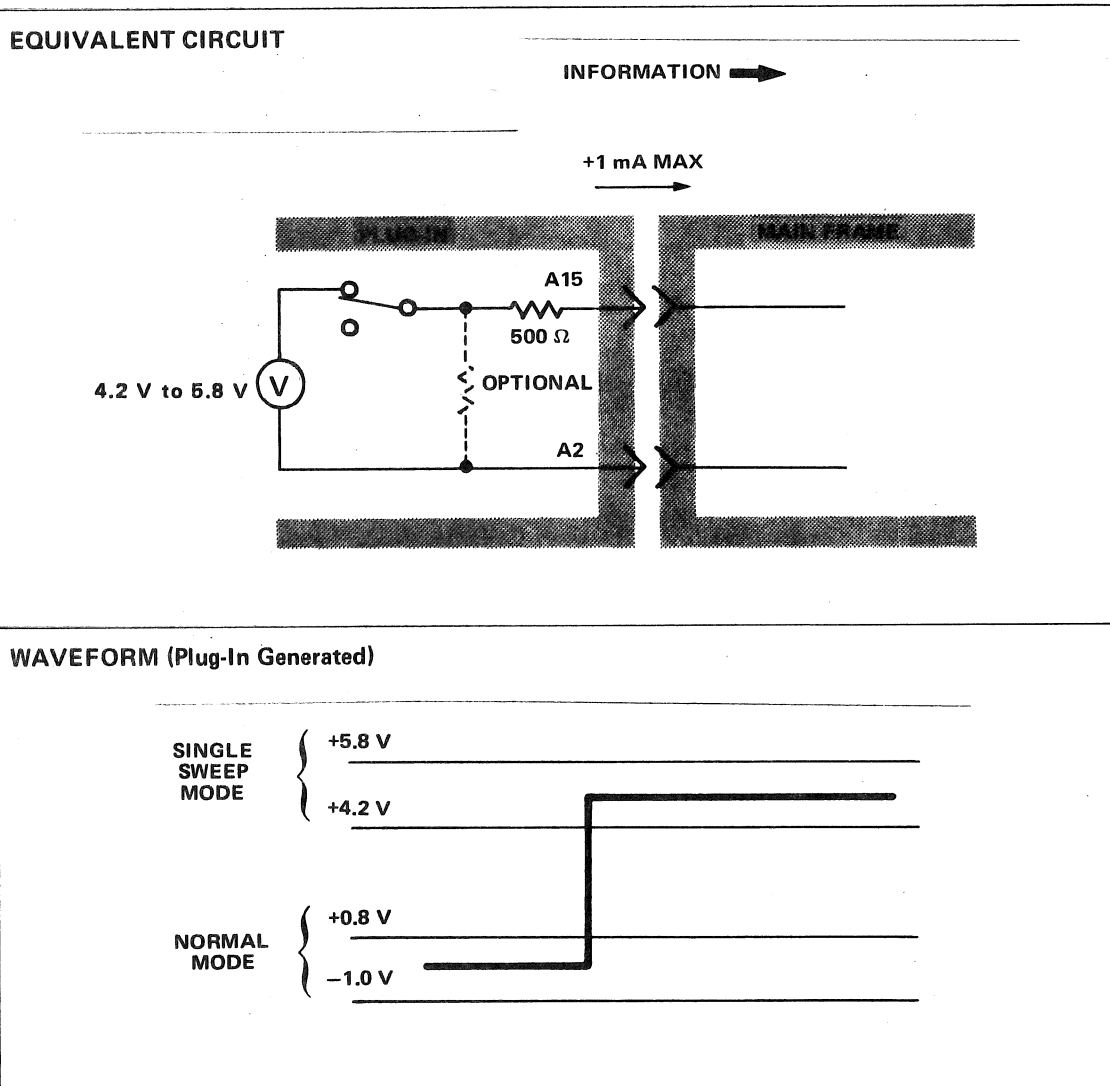 EQUIVALENT CIRCUIT
INFORMATION
+1 mA MAX
PLUG-IN
MAIN FRAME
A15
500 Ω
4.2 V to 5.8 V
V
OPTIONAL
A2
WAVEFORM (Plug-In Generated)
SINGLE
SWEEP
MODE
+5.8 V
+4.2 V
NORMAL
MODE
+0.8 V
−1.0 V